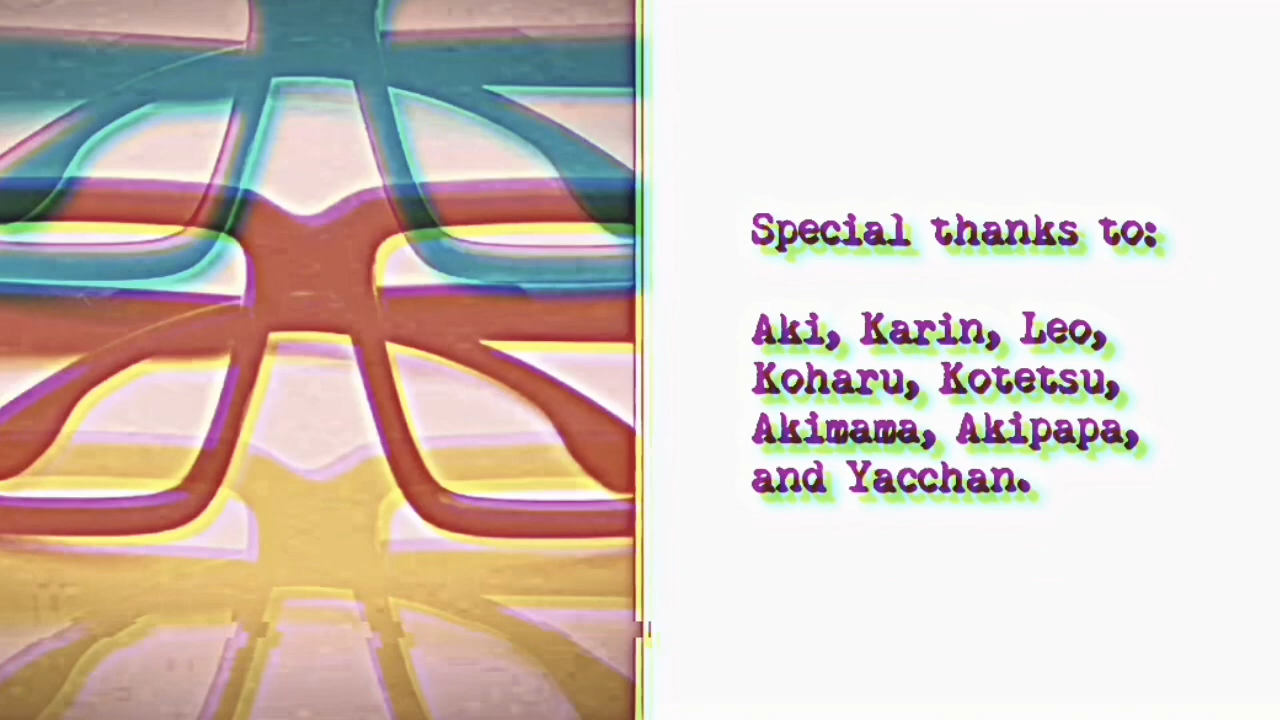 Special thanks to:
Aki, Karin, Leo,
Koharu, Kotetsu,
Akimama, Akipapa,
and Yacchan.